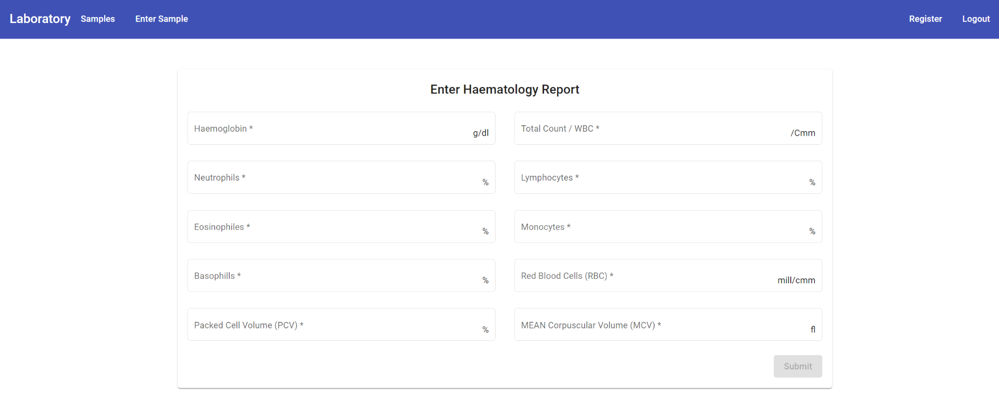 Laboratory Samples Enter Sample Register Logout
Enter Haematology Report
Haemoglobin * g/dl Total Count / WBC * /Cmm
Neutrophils * % Lymphocytes * %
Eosinophiles * % Monocytes * %
Basophills * % Red Blood Cells (RBC) * mill/cmm
Packed Cell Volume (PCV) * % MEAN Corpuscular Volume (MCV) * fl
Submit